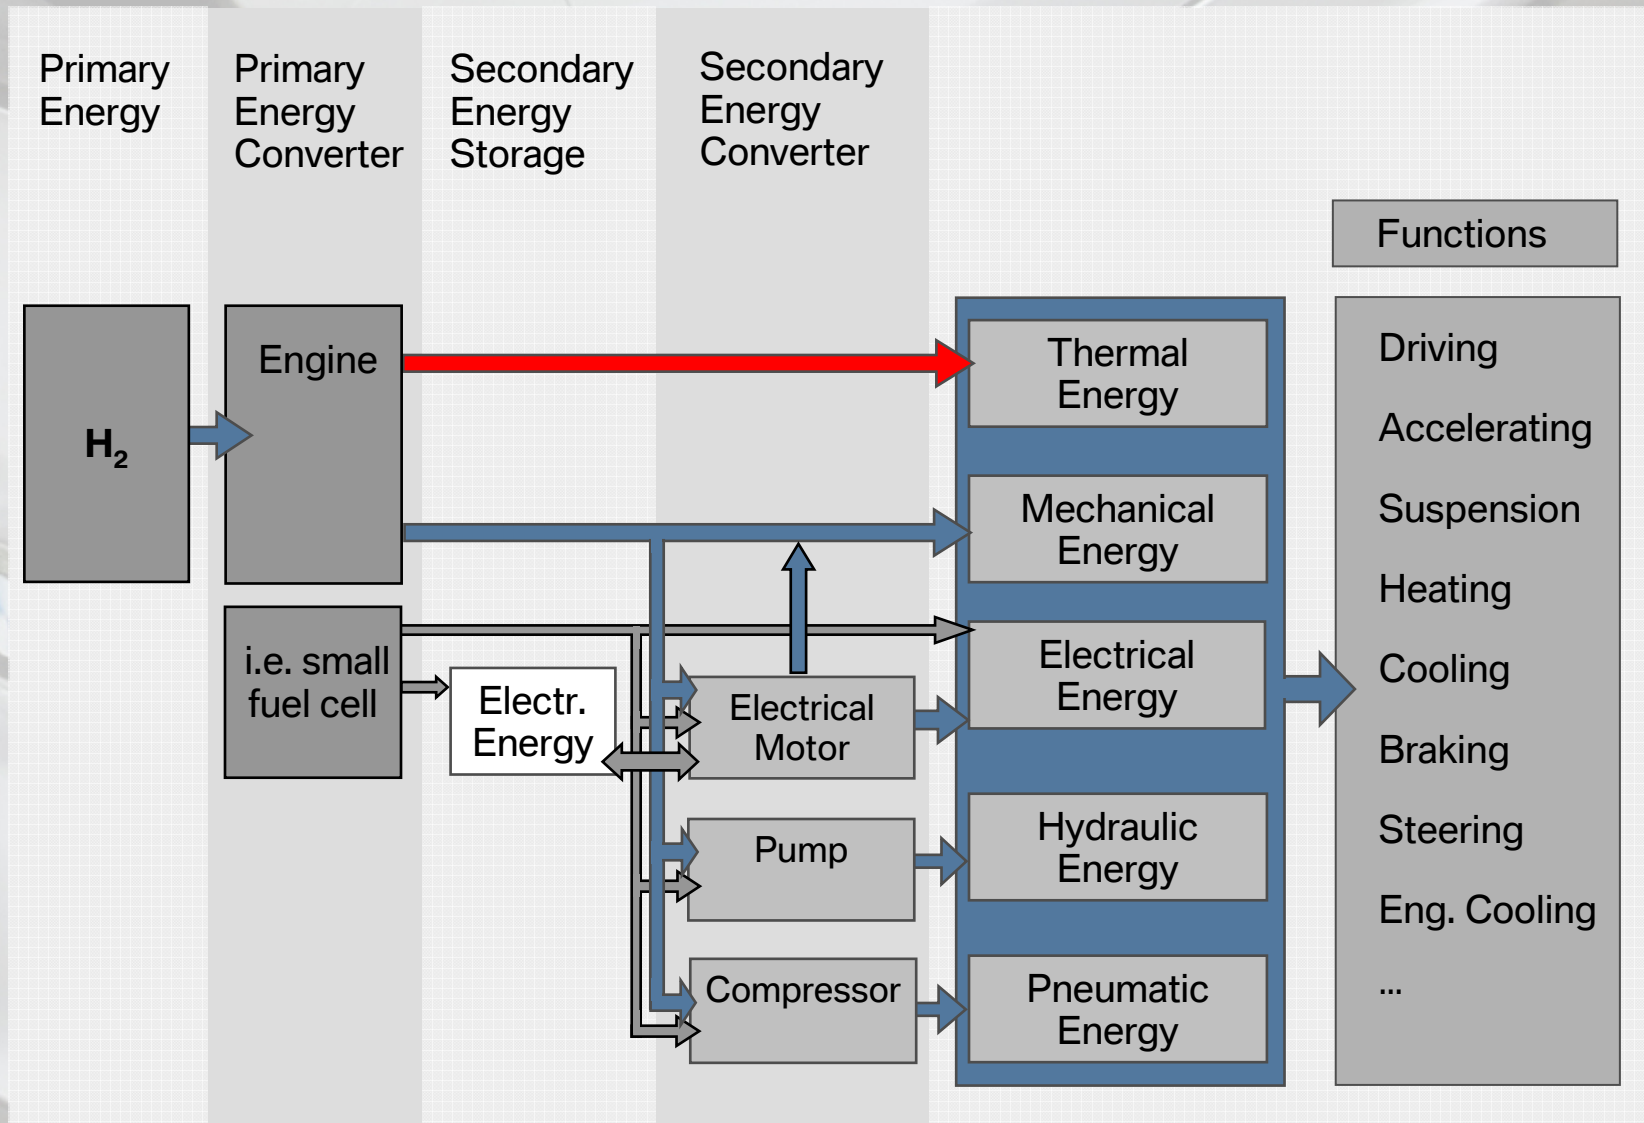 Primary
Energy
Primary
Energy
Converter
Secondary
Energy
Storage
Secondary
Energy
Converter
Functions
H₂
Engine
i.e. small
fuel cell
Electr.
Energy
Electrical
Motor
Pump
Compressor
Thermal
Energy
Mechanical
Energy
Electrical
Energy
Hydraulic
Energy
Pneumatic
Energy
Driving
Accelerating
Suspension
Heating
Cooling
Braking
Steering
Eng. Cooling
...